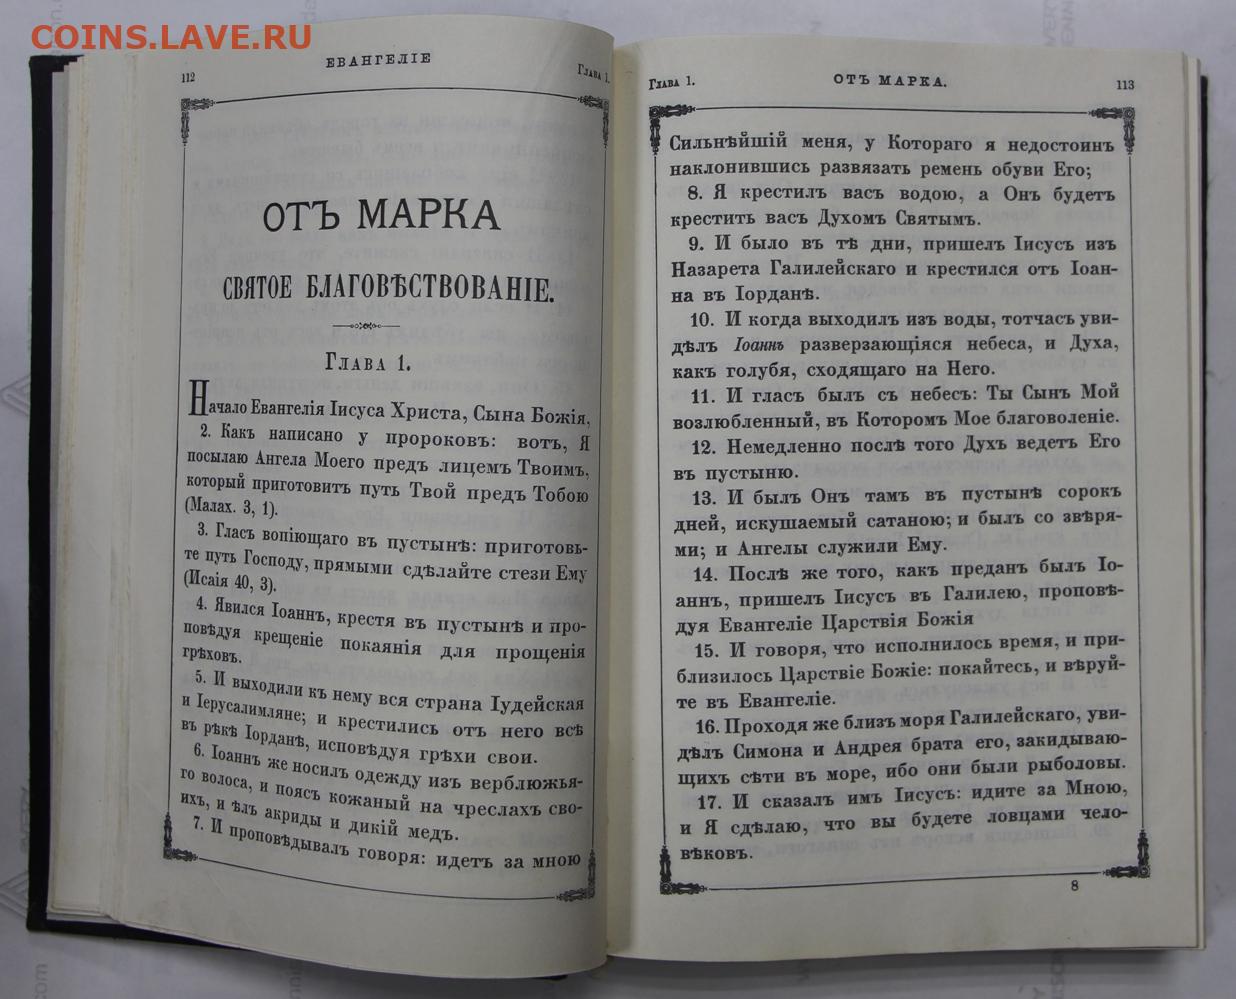 COINS.LAVE.RU
112
ЕВАНГЕЛІЕ
Глава 1.
ОТЪ МАРКА
СВЯТОЕ БЛАГОВѢСТВОВАНІЕ.
Глава 1.
Начало Евангелія Іисуса Христа, Сына Божія,
2. Какъ написано у пророковъ: вотъ, Я
посылаю Ангела Моего предъ лицемъ Твоимъ,
который приготовитъ путь Твой предъ Тобою
(Малах. 3, 1).
3. Гласъ вопіющаго въ пустынѣ: приготовь-
те путь Господу, прямыми сдѣлайте стези Ему
(Исаія 40, 3).
4. Явился Іоаннъ, крестя въ пустынѣ и про-
повѣдуя крещеніе покаянія для прощенія
грѣховъ.
5. И выходили къ нему вся страна Іудейская
и Іерусалимляне; и крестились отъ него всѣ
въ рѣкѣ Іорданѣ, исповѣдуя грѣхи свои.
6. Іоаннъ же носилъ одежду изъ верблюжья-
го волоса, и поясъ кожаный на чреслахъ сво-
ихъ, и ѣлъ акриды и дикій медъ.
7. И проповѣдывалъ говоря: идетъ за мною
Глава 1.
ОТЪ МАРКА.
113
Сильнѣйшій меня, у Котораго я недостоинъ
наклонившись развязать ремень обуви Его;
8. Я крестилъ васъ водою, а Онъ будетъ
крестить васъ Духомъ Святымъ.
9. И было въ тѣ дни, пришелъ Іисусъ изъ
Назарета Галилейскаго и крестился отъ Іоан-
на въ Іорданѣ.
10. И когда выходилъ изъ воды, тотчасъ уви-
дѣлъ Іоаннъ разверзающіяся небеса, и Духа,
какъ голубя, сходящаго на Него.
11. И гласъ былъ съ небесъ: Ты Сынъ Мой
возлюбленный, въ Которомъ Мое благоволеніе.
12. Немедленно послѣ того Духъ ведетъ Его
въ пустыню.
13. И былъ Онъ тамъ въ пустынѣ сорокъ
дней, искушаемый сатаною; и былъ со звѣря-
ми; и Ангелы служили Ему.
14. Послѣ же того, какъ преданъ былъ Іо-
аннъ, пришелъ Іисусъ въ Галилею, проповѣ-
дуя Евангеліе Царствія Божія
15. И говоря, что исполнилось время, и при-
близилось Царствіе Божіе: покайтесь, и вѣруй-
те въ Евангеліе.
16. Проходя же близъ моря Галилейскаго, уви-
дѣлъ Симона и Андрея брата его, закидываю-
щихъ сѣти въ море, ибо они были рыболовы.
17. И сказалъ имъ Іисусъ: идите за Мною,
и Я сдѣлаю, что вы будете ловцами чело-
вѣковъ.
8